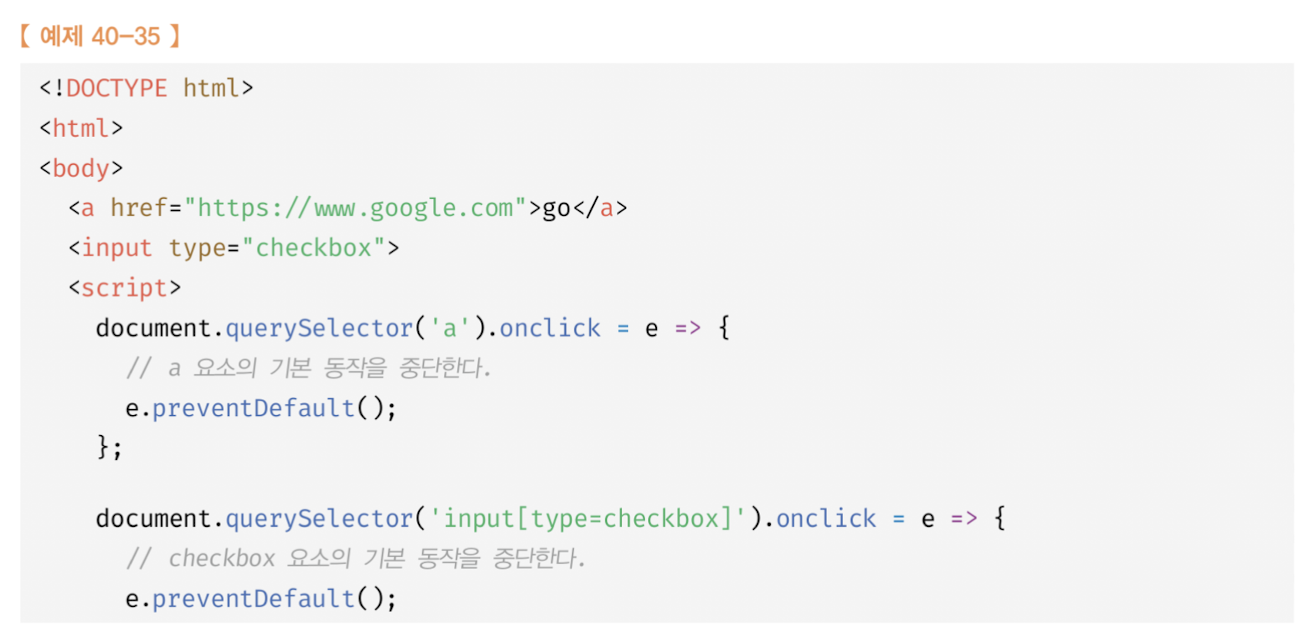 【 예제 40-35 】
<!DOCTYPE html>
<html>
<body>
  <a href="https://www.google.com">go</a>
  <input type="checkbox">
  <script>
    document.querySelector('a').onclick = e => {
      // a 요소의 기본 동작을 중단한다.
      e.preventDefault();
    };

    document.querySelector('input[type=checkbox]').onclick = e => {
      // checkbox 요소의 기본 동작을 중단한다.
      e.preventDefault();